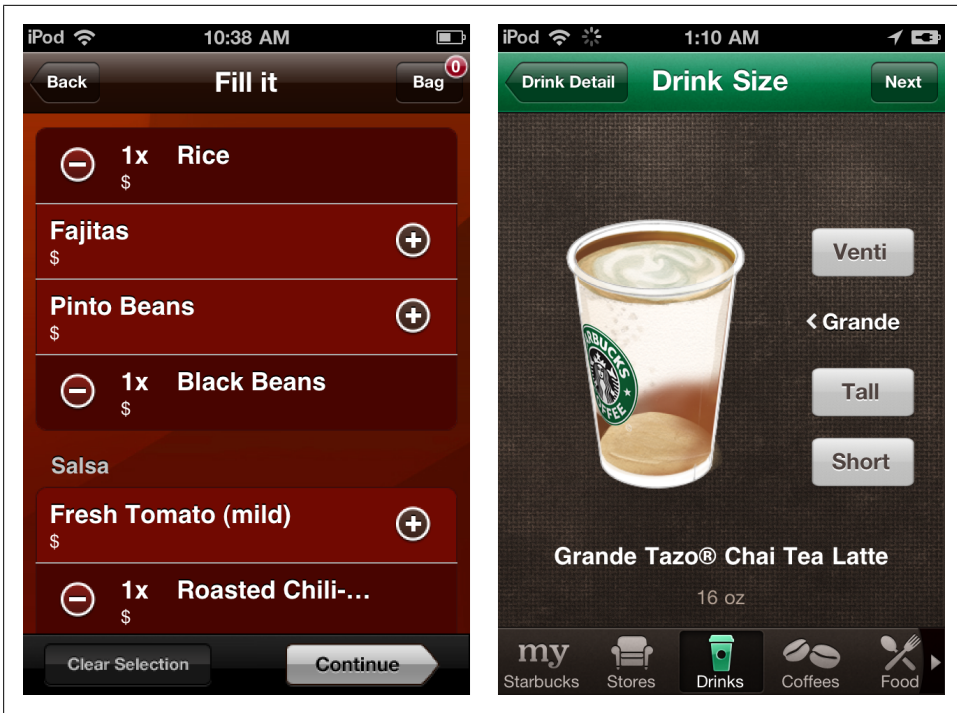 iPod 10:38 AM
Back Fill it Bag 0
1x Rice
$
Fajitas
$
Pinto Beans
$
1x Black Beans
$
Salsa
Fresh Tomato (mild)
$
1x Roasted Chili-...
$
Clear Selection Continue
iPod 1:10 AM
Drink Detail Drink Size Next
Venti
Grande
Tall
Short
STARBUCKS
COFFEE
Grande Tazo® Chai Tea Latte
16 oz
my
Starbucks Stores Drinks Coffees Food